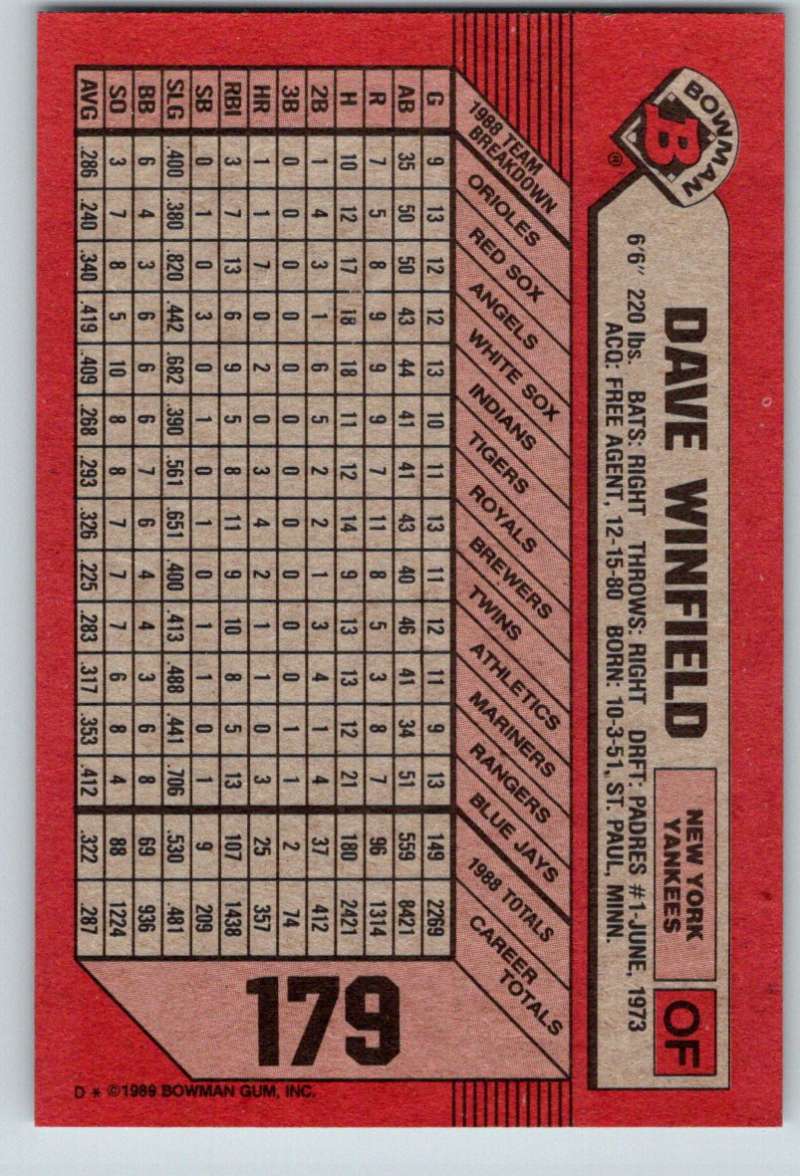 BOWMAN
B
®
DAVE WINFIELD
NEW YORK
YANKEES
OF
6'6" 220 lbs. BATS: RIGHT THROWS: RIGHT DRFT: PADRES #1-JUNE, 1973
ACQ: FREE AGENT, 12-15-80 BORN: 10-3-51, ST. PAUL, MINN.
1988 TEAM
BREAKDOWN
ORIOLES
RED SOX
ANGELS
WHITE SOX
INDIANS
TIGERS
ROYALS
BREWERS
TWINS
ATHLETICS
MARINERS
RANGERS
BLUE JAYS
1988 TOTALS
CAREER
TOTALS
G 9 13 12 12 13 10 11 13 11 12 11 9 13 149 2269
AB 35 50 50 43 44 41 41 43 40 46 41 34 51 559 8421
R 7 5 8 9 9 9 7 11 8 5 3 8 7 96 1314
H 10 12 17 18 18 11 12 14 9 13 13 12 21 180 2421
2B 1 4 3 1 6 5 2 2 1 3 4 1 4 37 412
3B 0 0 0 0 0 0 0 0 0 0 0 1 1 2 74
HR 1 1 7 0 2 0 3 4 2 1 1 0 3 25 357
RBI 3 7 13 6 9 5 8 11 9 10 8 5 13 107 1438
SB 0 1 0 3 0 1 0 1 0 1 1 0 1 9 209
SLG .400 .380 .820 .442 .682 .390 .561 .651 .400 .413 .488 .441 .706 .530 .481
BB 6 4 3 6 6 6 7 6 4 4 3 6 8 69 936
SO 3 7 8 5 10 8 8 7 7 7 6 8 4 88 1224
AVG .286 .240 .340 .419 .409 .268 .293 .326 .225 .283 .317 .353 .412 .322 .287
179
D * ©1989 BOWMAN GUM, INC.